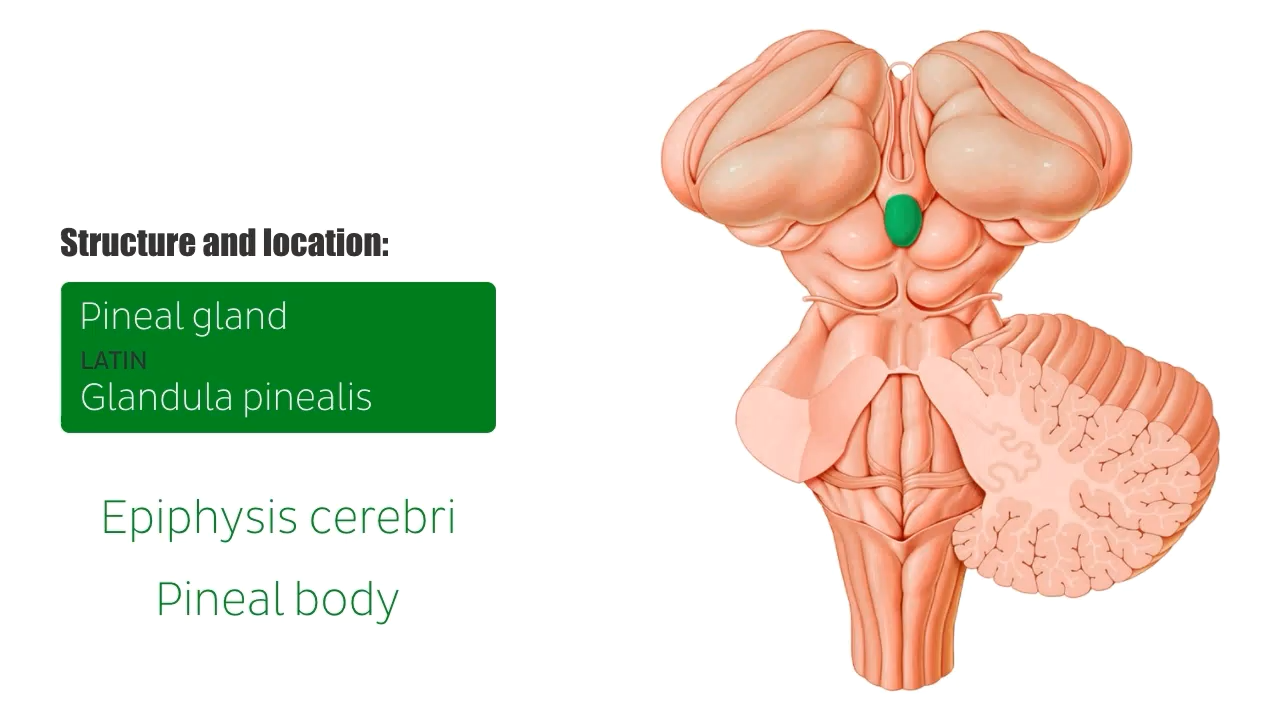 Structure and location:
Pineal gland
LATIN
Glandula pinealis
Epiphysis cerebri
Pineal body